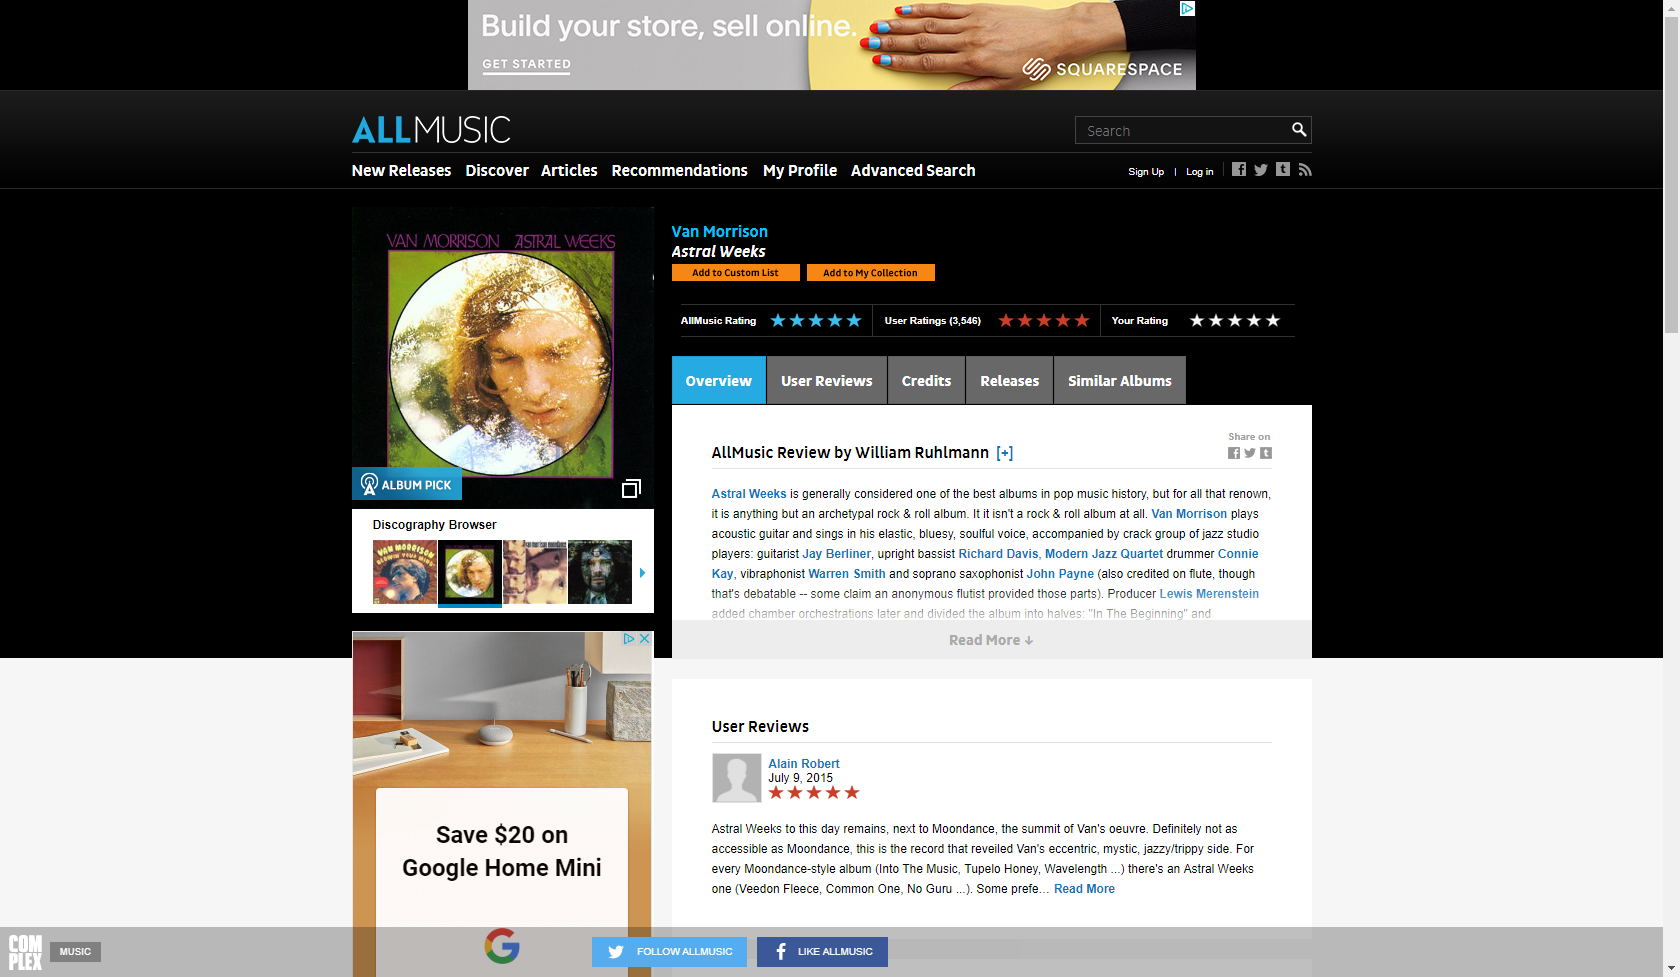 Build your store, sell online.
GET STARTED
SQUARESPACE
ALLMUSIC
Search
New Releases Discover Articles Recommendations My Profile Advanced Search
Sign Up | Log in
VAN MORRISON ASTRAL WEEKS
ALBUM PICK
Van Morrison
Astral Weeks
Add to Custom List Add to My Collection
AllMusic Rating User Ratings (3,546) Your Rating
Overview User Reviews Credits Releases Similar Albums
Share on
AllMusic Review by William Ruhlmann [+]
Astral Weeks is generally considered one of the best albums in pop music history, but for all that renown,
it is anything but an archetypal rock & roll album. It it isn't a rock & roll album at all. Van Morrison plays
acoustic guitar and sings in his elastic, bluesy, soulful voice, accompanied by crack group of jazz studio
players: guitarist Jay Berliner, upright bassist Richard Davis, Modern Jazz Quartet drummer Connie
Kay, vibraphonist Warren Smith and soprano saxophonist John Payne (also credited on flute, though
that's debatable -- some claim an anonymous flutist provided those parts). Producer Lewis Merenstein
added chamber orchestrations later and divided the album into halves: "In The Beginning" and
Read More ↓
Discography Browser
VAN MORRISON
BLOWIN' YOUR MIND!
van morrison moondance
Save $20 on
Google Home Mini
G
User Reviews
Alain Robert
July 9, 2015
Astral Weeks to this day remains, next to Moondance, the summit of Van's oeuvre. Definitely not as
accessible as Moondance, this is the record that reveiled Van's eccentric, mystic, jazzy/trippy side. For
every Moondance-style album (Into The Music, Tupelo Honey, Wavelength ...) there's an Astral Weeks
one (Veedon Fleece, Common One, No Guru ...). Some prefe... Read More
COM
PLEX
MUSIC
FOLLOW ALLMUSIC
LIKE ALLMUSIC